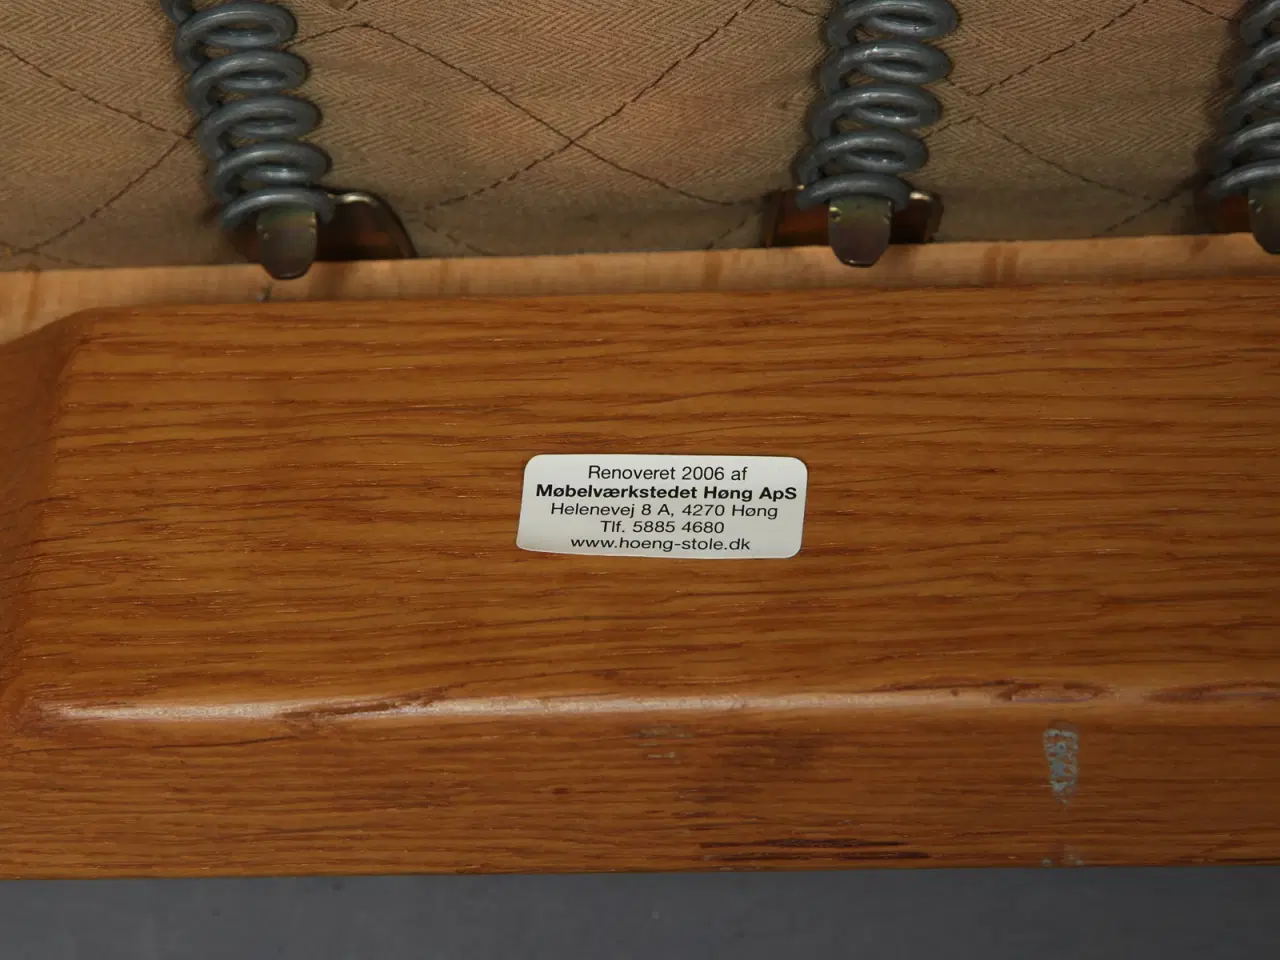 Renoveret 2006 af
Møbelværkstedet Høng ApS
Helenevej 8 A, 4270 Høng
Tlf. 5885 4680
www.hoeng-stole.dk